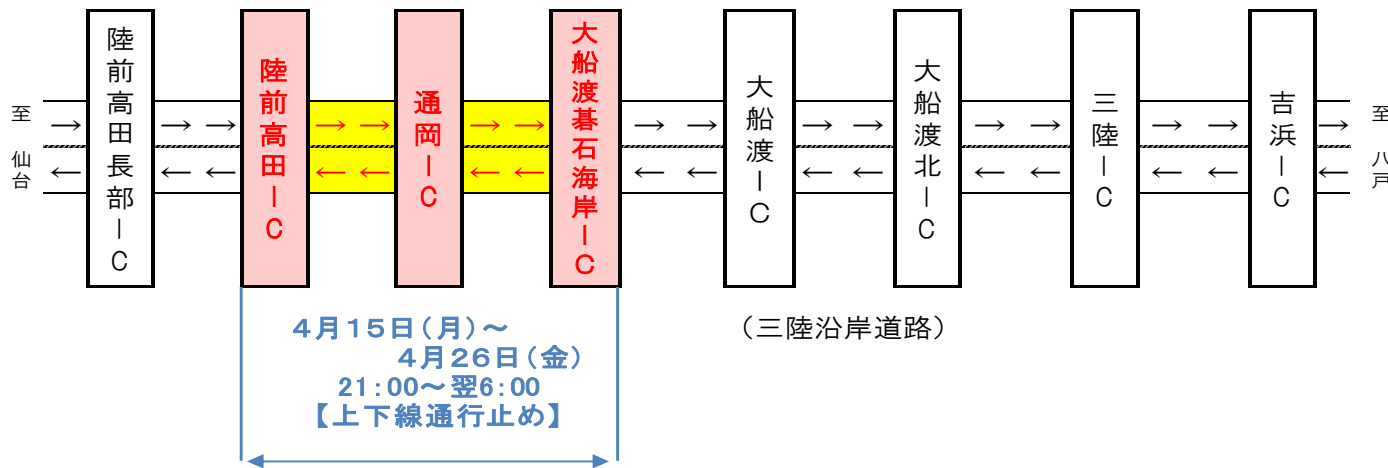 至
仙台
陸前高田長部IC
陸前高田IC
通岡IC
大船渡碁石海岸IC
大船渡IC
大船渡北IC
三陸IC
吉浜IC
至
八戸
→ → → → → → → → → → → → → → →
← ← ← ← ← ← ← ← ← ← ← ← ← ← ← ←
4月15日(月)~
4月26日(金)
21:00~翌6:00
【上下線通行止め】
(三陸沿岸道路)